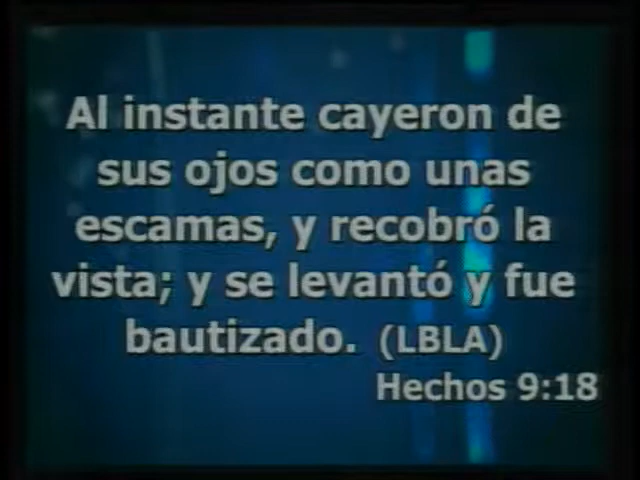 Al instante cayeron de
sus ojos como unas
escamas, y recobró la
vista; y se levantó y fue
bautizado. (LBLA)
Hechos 9:18